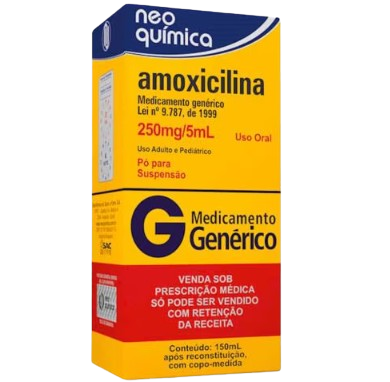 neo
química
amoxicilina
Medicamento genérico
Lei nº 9.787, de 1999
250mg/5mL
Uso Oral
Uso Adulto e Pediátrico
Pó para
Suspensão
G Medicamento
Genérico
VENDA SOB
PRESCRIÇÃO MÉDICA
SÓ PODE SER VENDIDO
COM RETENÇÃO
DA RECEITA
Conteúdo: 150mL
após reconstituição,
com copo-medida
SAC